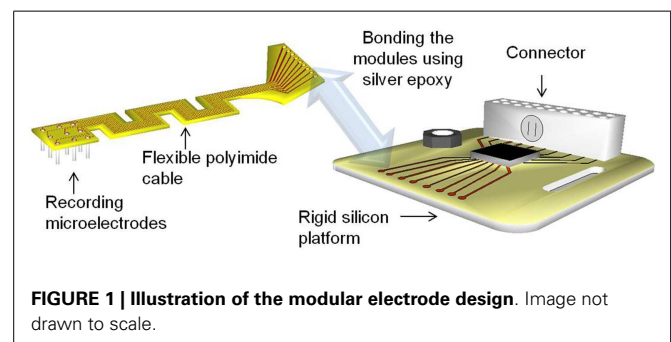 Bonding the
modules using
silver epoxy
Connector
Flexible polyimide
cable
Recording
microelectrodes
Rigid silicon
platform
FIGURE 1 | Illustration of the modular electrode design. Image not
drawn to scale.